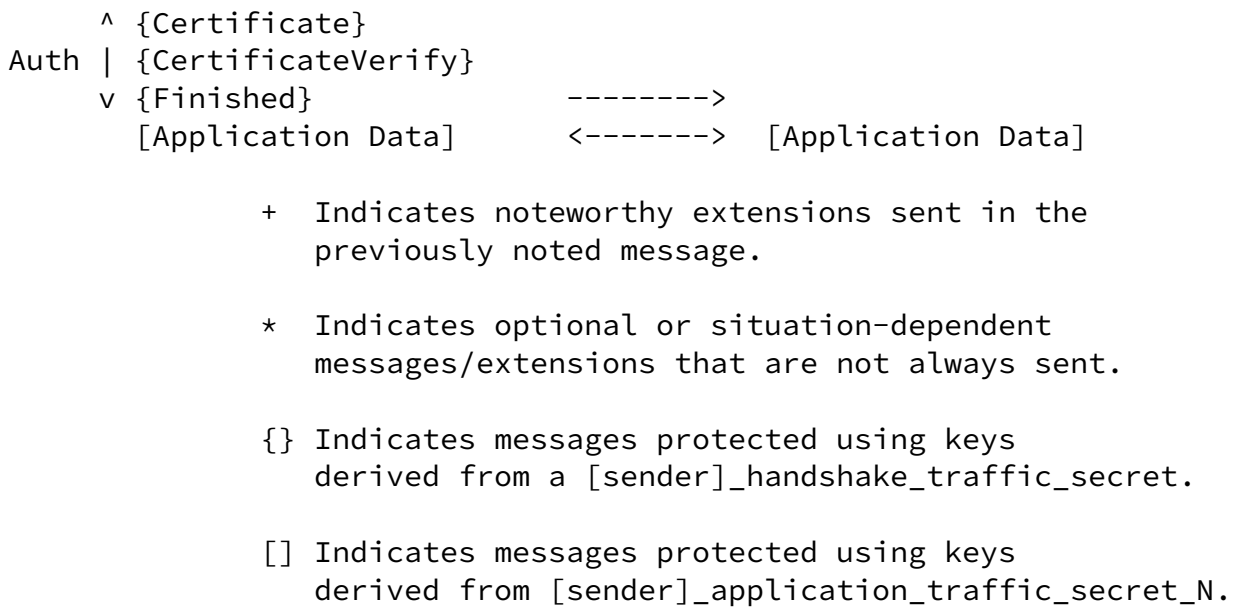 ^ {Certificate}
Auth | {CertificateVerify}
     v {Finished}              -------->
       [Application Data]      <------->  [Application Data]

              +  Indicates noteworthy extensions sent in the
                 previously noted message.

              *  Indicates optional or situation-dependent
                 messages/extensions that are not always sent.

              {} Indicates messages protected using keys
                 derived from a [sender]_handshake_traffic_secret.

              [] Indicates messages protected using keys
                 derived from [sender]_application_traffic_secret_N.